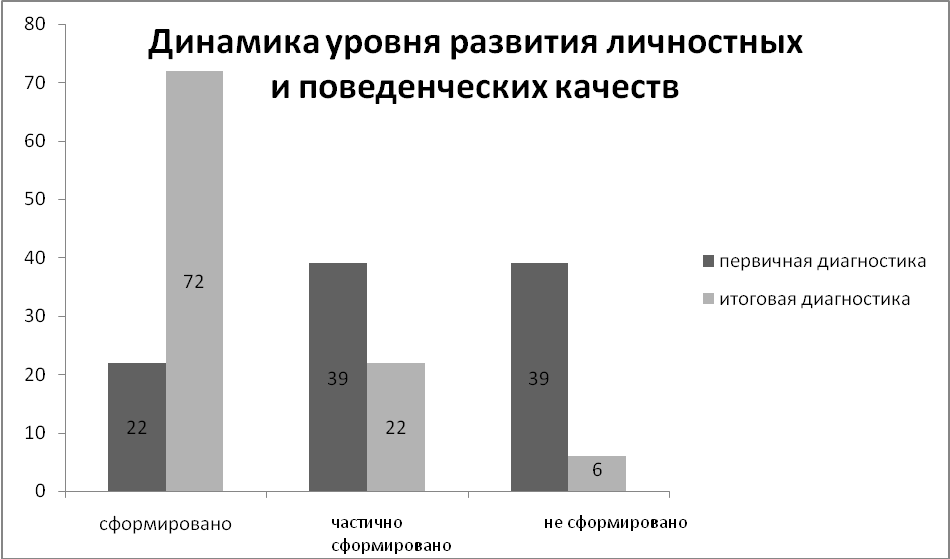 Динамика уровня развития личностных
и поведенческих качеств
80
70
60
50
40
30
20
10
0
22
72
39
22
39
6
сформировано
частично
сформировано
не сформировано
первичная диагностика
итоговая диагностика